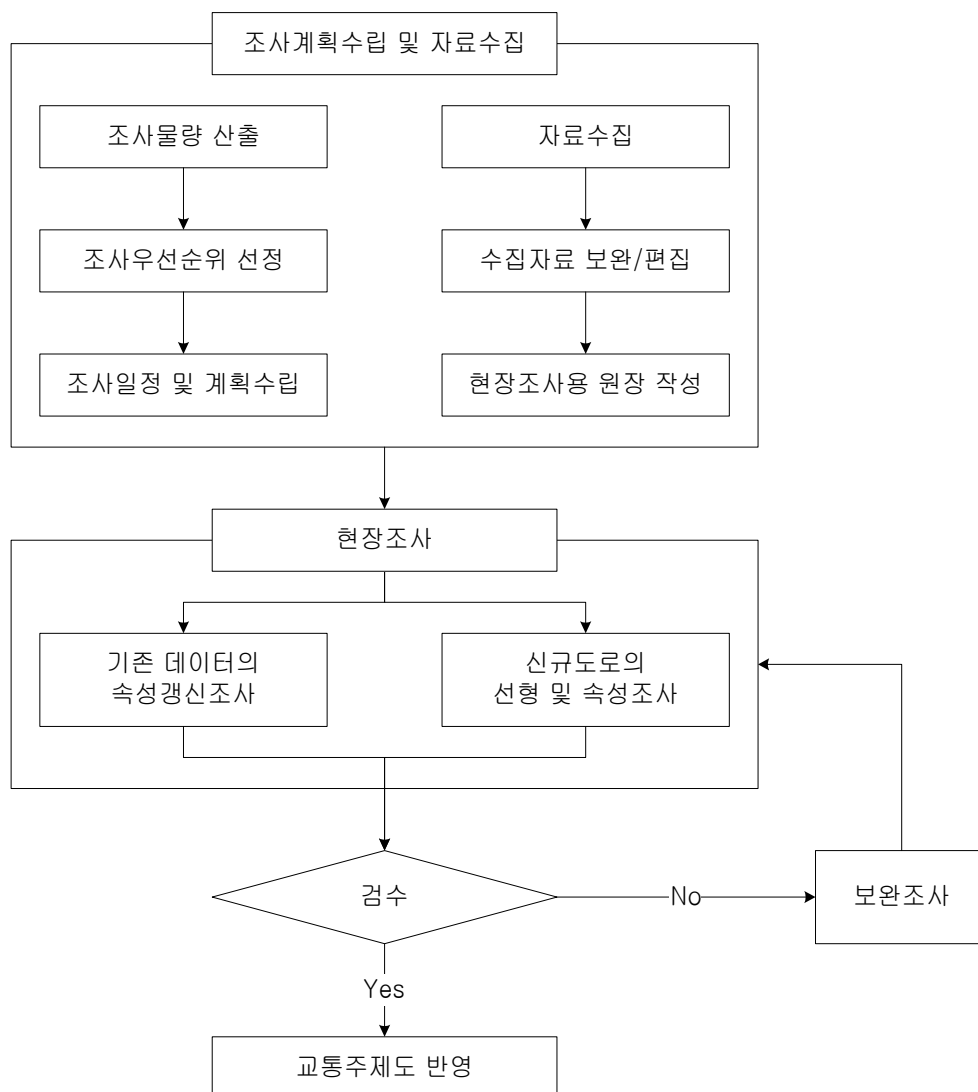 조사계획수립 및 자료수집
조사물량 산출
자료수집
조사우선순위 선정
수집자료 보완/편집
조사일정 및 계획수립
현장조사용 원장 작성
현장조사
기존 데이터의
속성갱신조사
신규도로의
선형 및 속성조사
검수
No
보완조사
Yes
교통주제도 반영